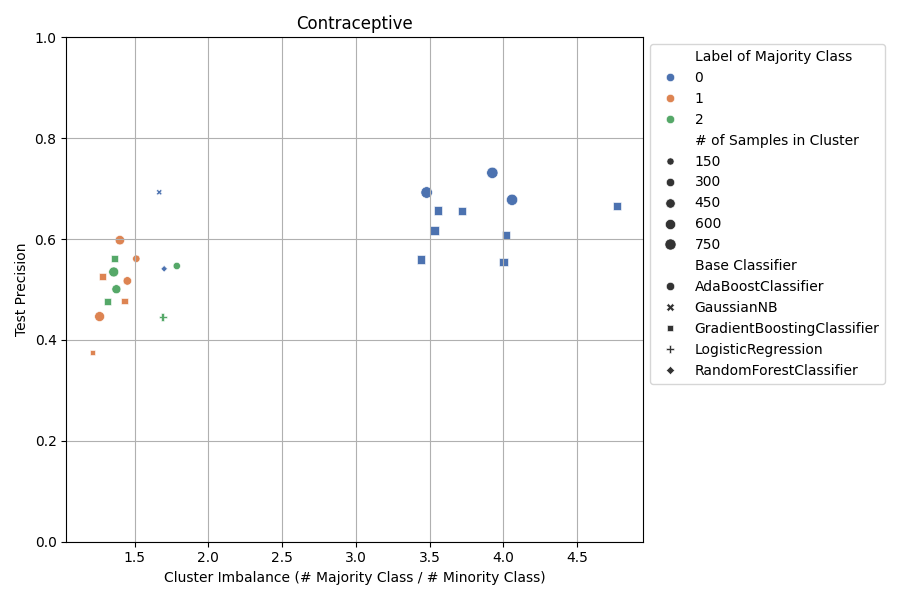 Contraceptive
Test Precision
1.0
0.8
0.6
0.4
0.2
0.0
1.5
2.0
2.5
3.0
3.5
4.0
4.5
Cluster Imbalance (# Majority Class / # Minority Class)
Label of Majority Class
0
1
2
# of Samples in Cluster
150
300
450
600
750
Base Classifier
AdaBoostClassifier
GaussianNB
GradientBoostingClassifier
LogisticRegression
RandomForestClassifier